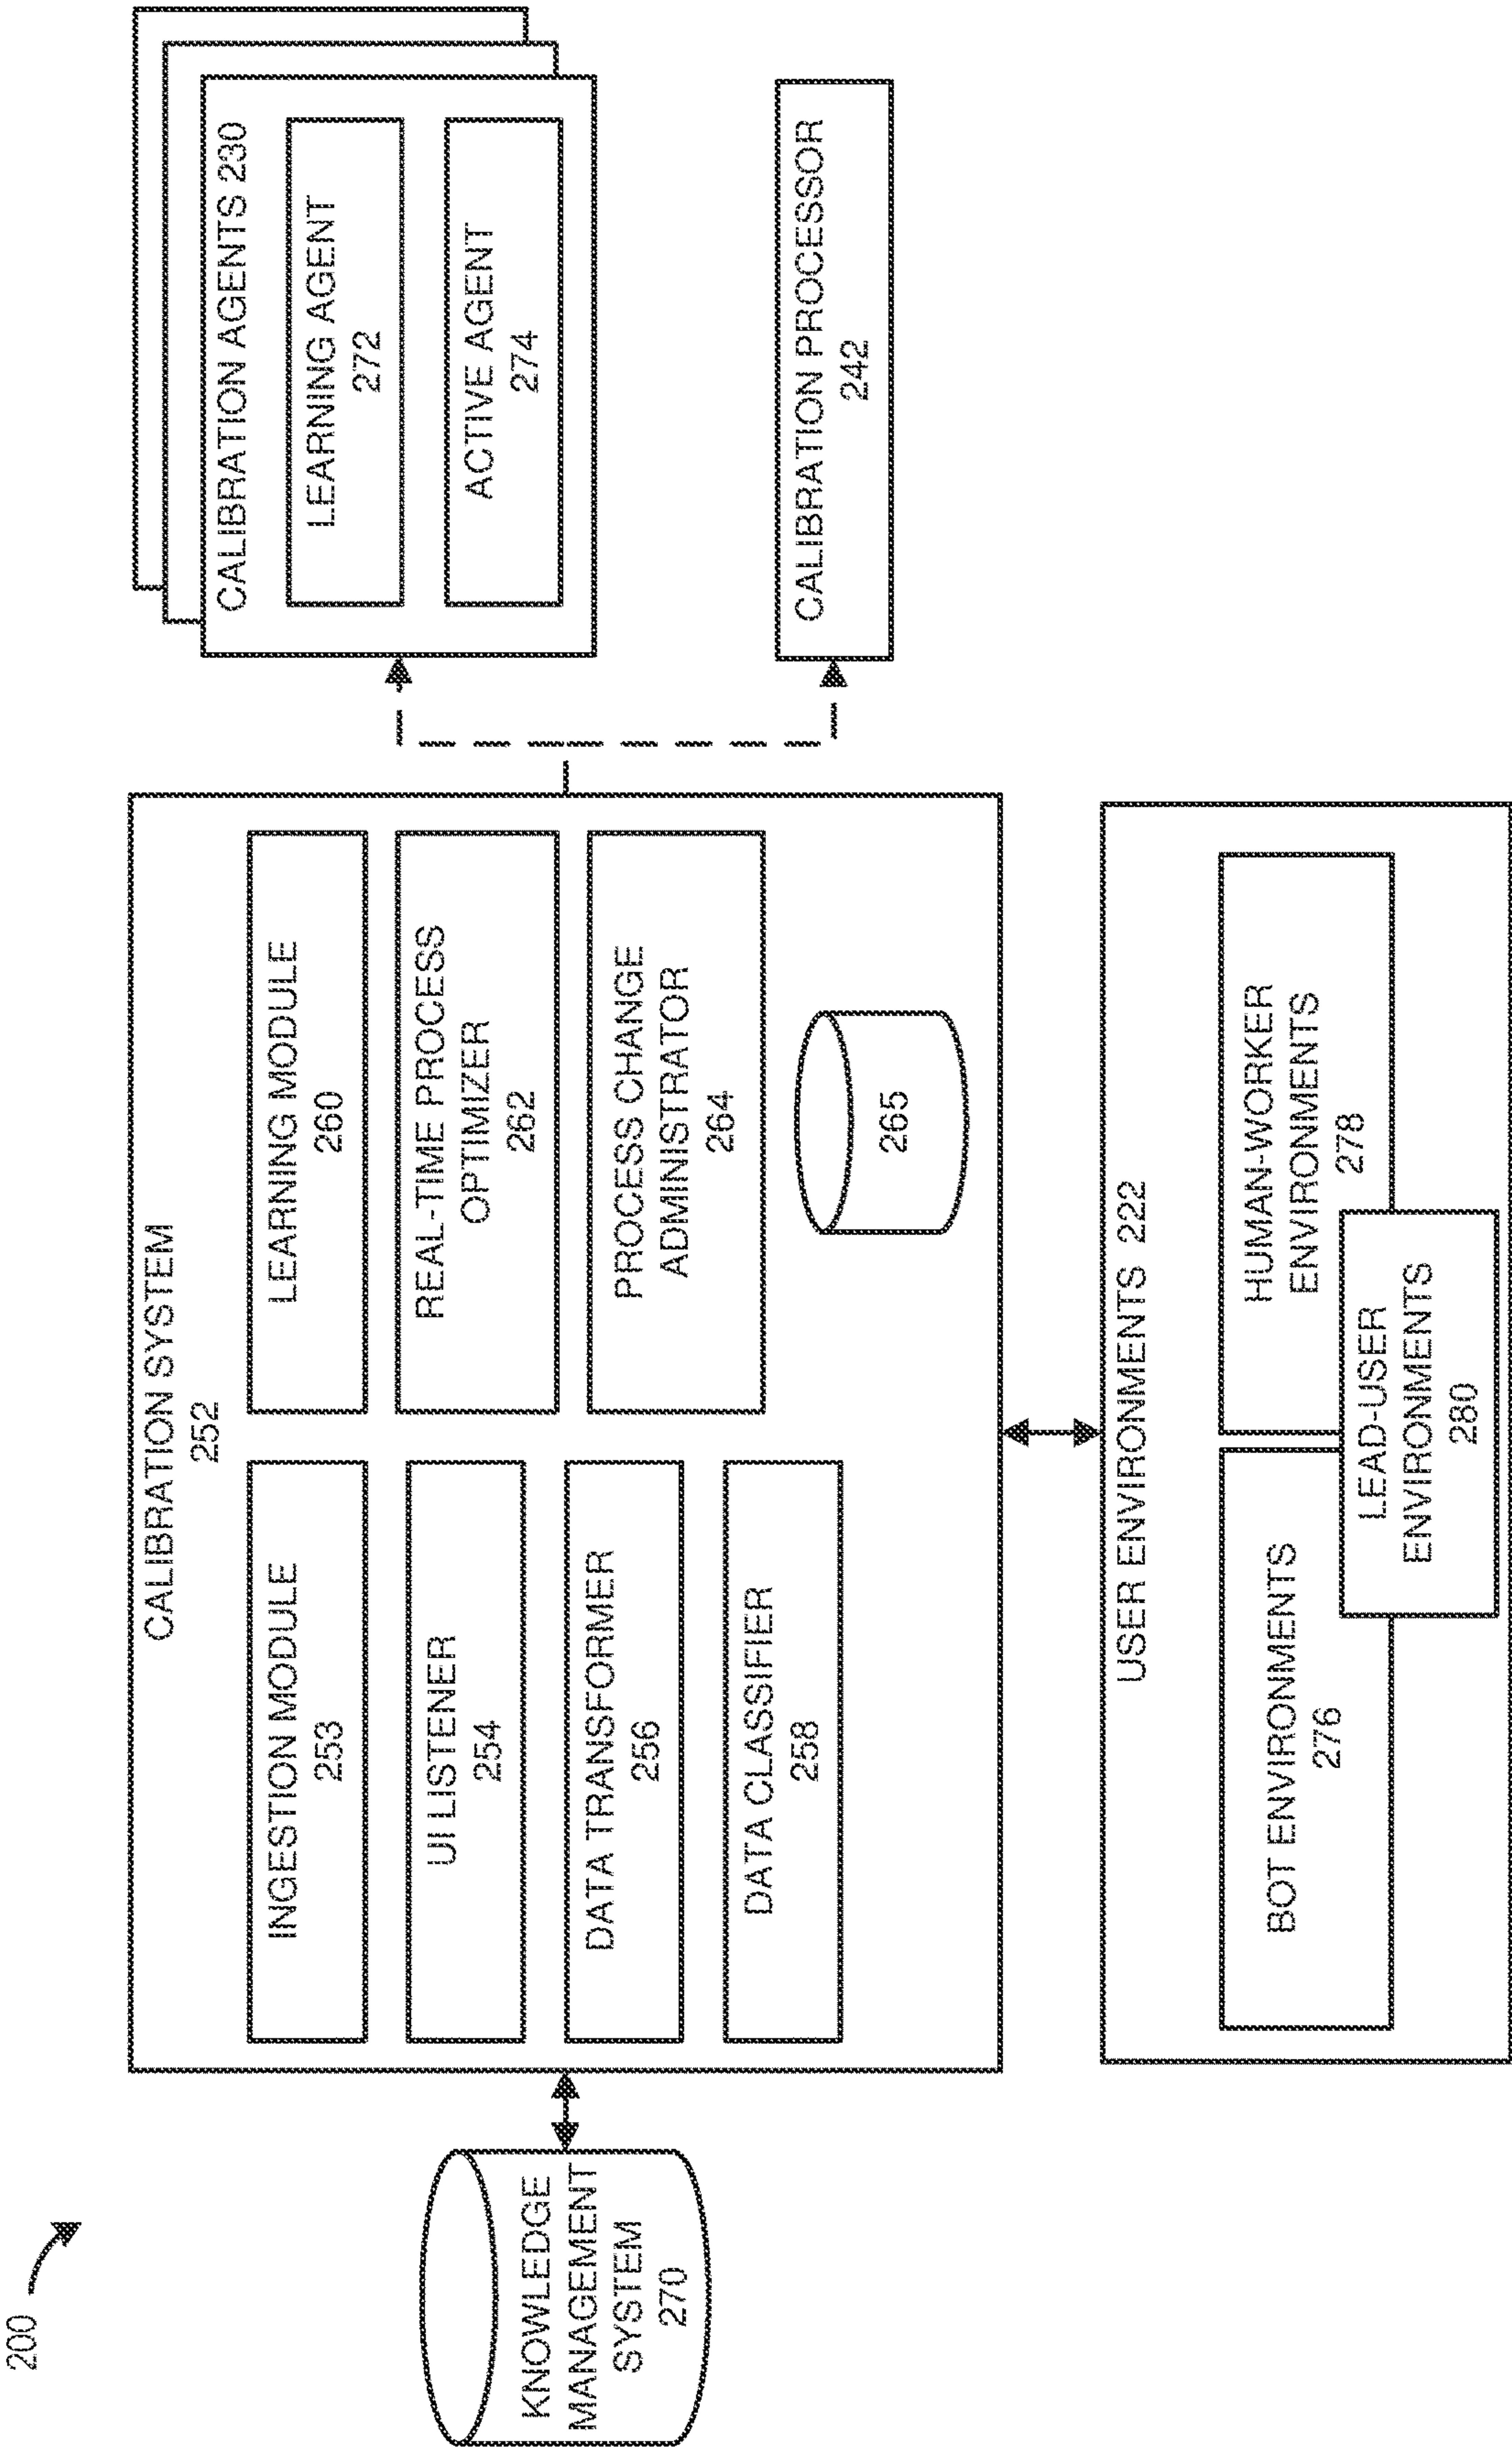 200
KNOWLEDGE
MANAGEMENT
SYSTEM
270
CALIBRATION SYSTEM
252
INGESTION MODULE
253
UI LISTENER
254
DATA TRANSFORMER
256
DATA CLASSIFIER
258
LEARNING MODULE
260
REAL-TIME PROCESS
OPTIMIZER
262
PROCESS CHANGE
ADMINISTRATOR
264
265
CALIBRATION AGENTS 230
LEARNING AGENT
272
ACTIVE AGENT
274
CALIBRATION PROCESSOR
242
USER ENVIRONMENTS 222
BOT ENVIRONMENTS
276
HUMAN-WORKER
ENVIRONMENTS
278
LEAD-USER
ENVIRONMENTS
280